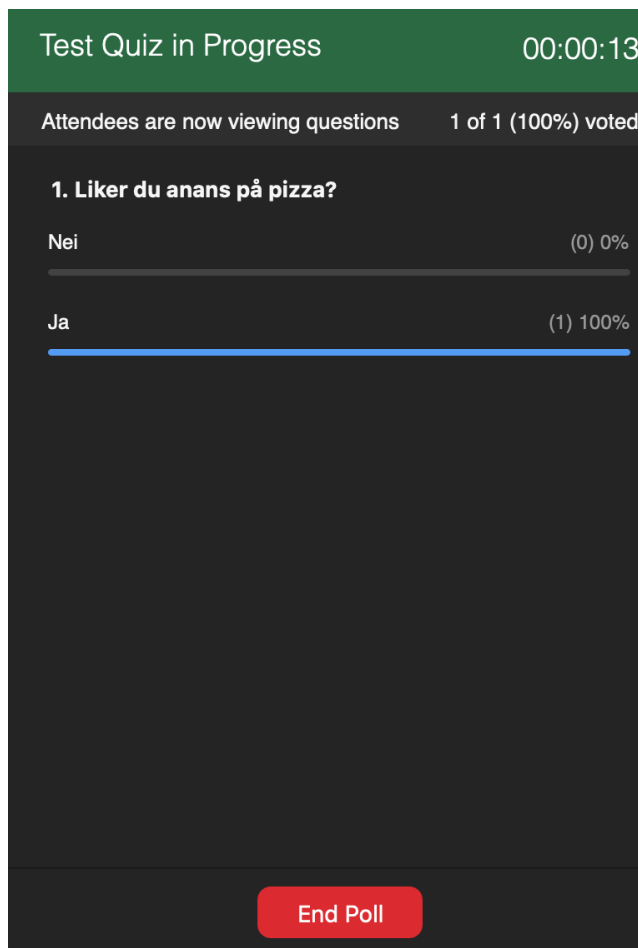 Test Quiz in Progress 00:00:13
Attendees are now viewing questions 1 of 1 (100%) voted
1. Liker du anans på pizza?
Nei (0) 0%
Ja (1) 100%
End Poll